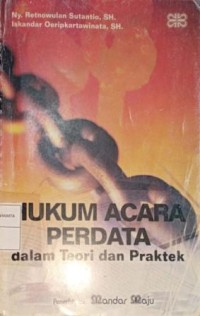 Ny. Retnowulan Sutantio, SH.
Iskandar Oeripkartawinata, SH.
HUKUM ACARA
PERDATA
dalam Teori dan Praktek
Mandar Maju